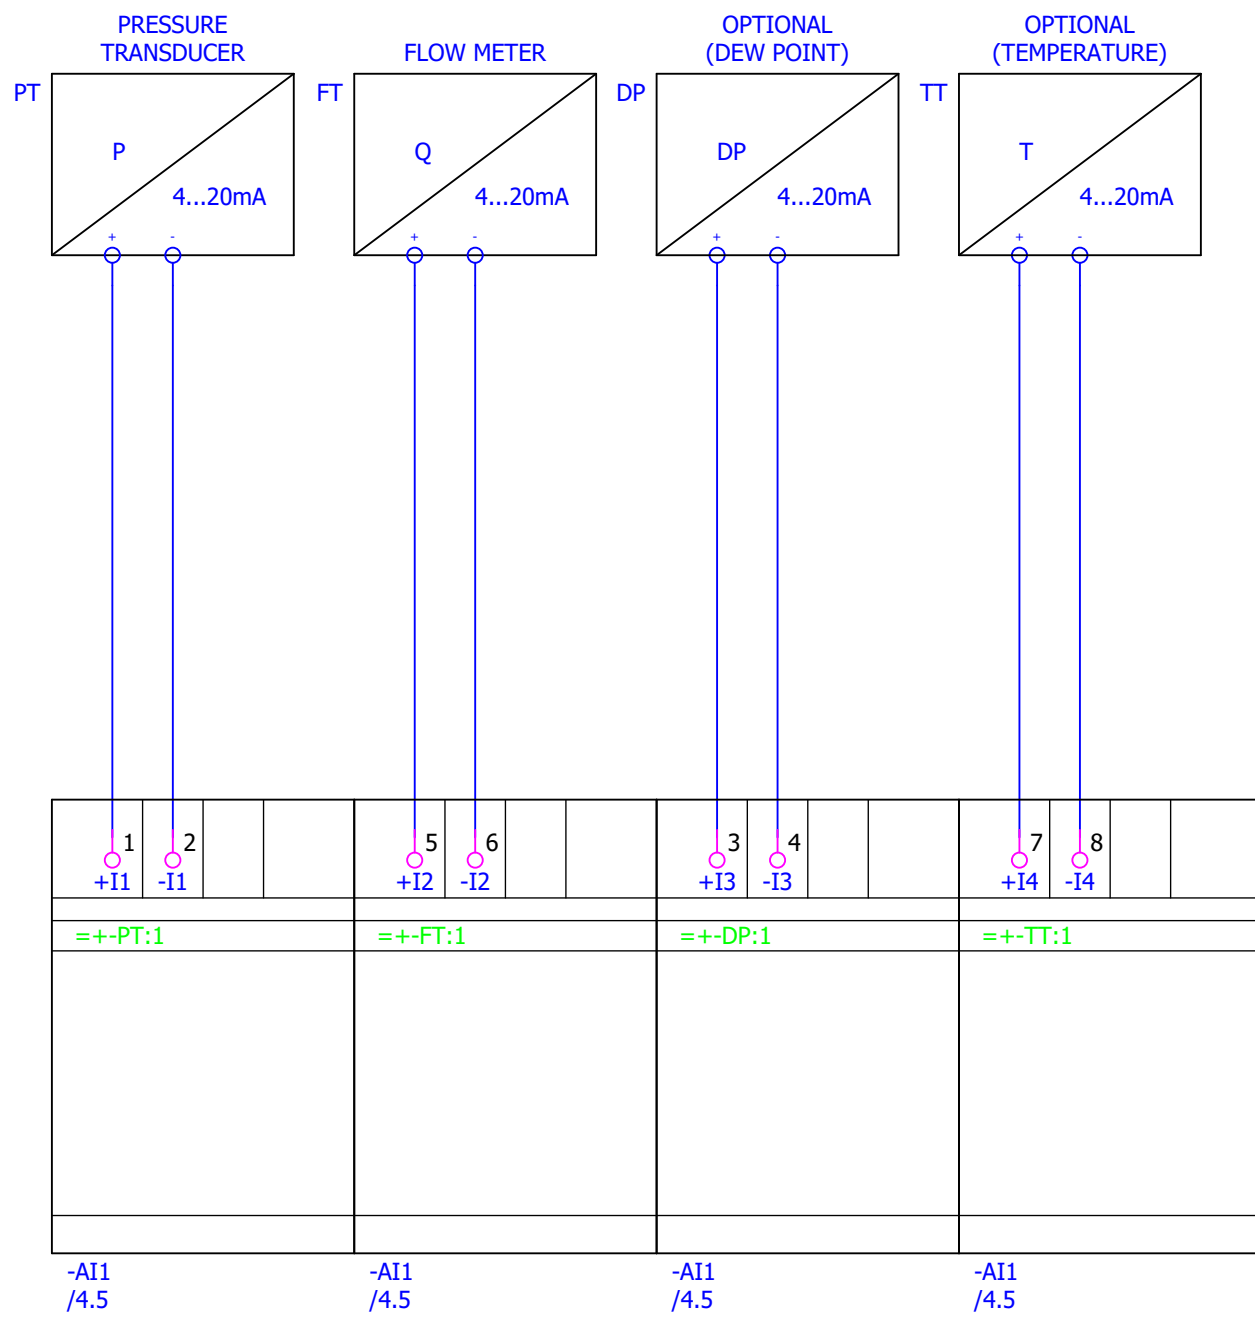 PRESSURE
TRANSDUCER
FLOW METER
OPTIONAL
(DEW POINT)
OPTIONAL
(TEMPERATURE)
PT
FT
DP
TT
P
Q
DP
T
4...20mA
4...20mA
4...20mA
4...20mA
+ -
+ -
+ -
+ -
1 2
5 6
3 4
7 8
+I1 -I1
+I2 -I2
+I3 -I3
+I4 -I4
=+-PT:1
=+-FT:1
=+-DP:1
=+-TT:1
-AI1
/4.5
-AI1
/4.5
-AI1
/4.5
-AI1
/4.5